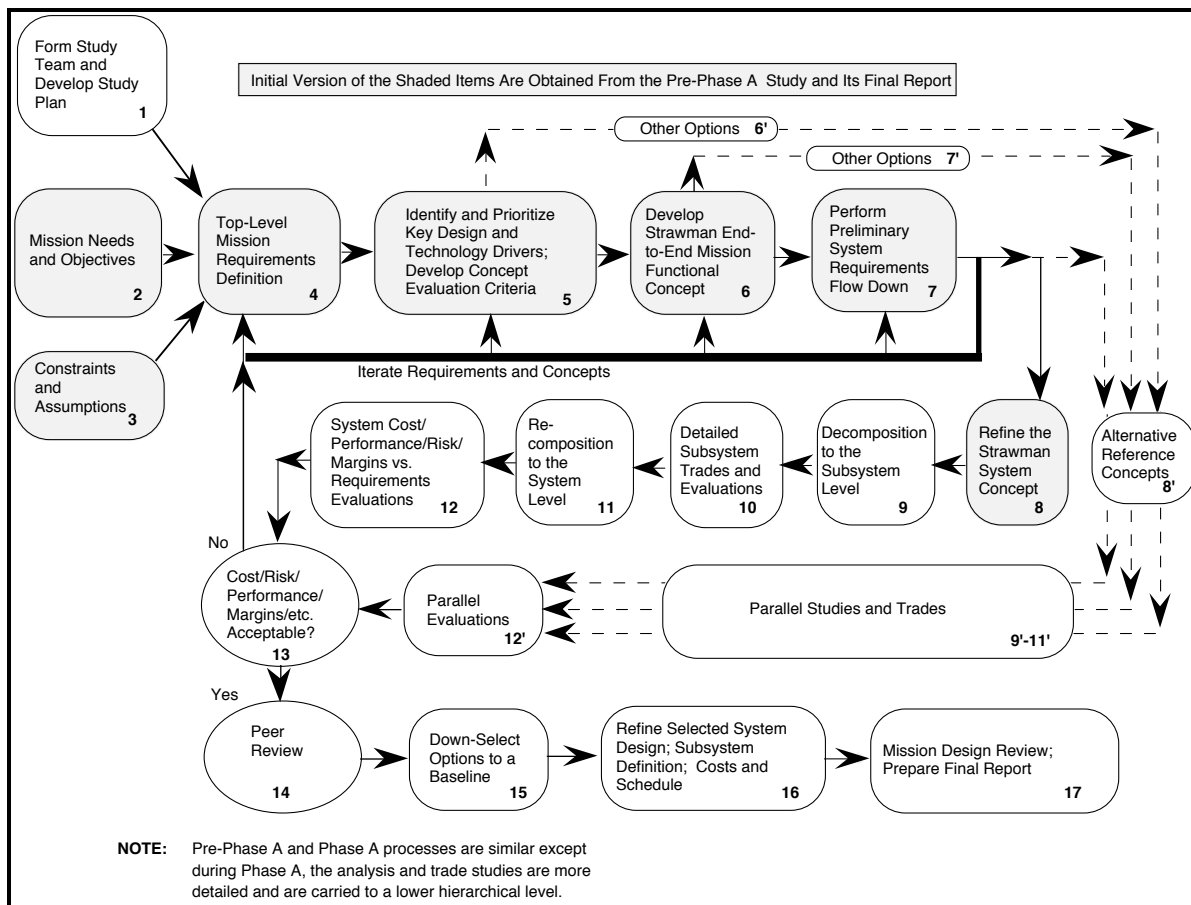 Form Study
Team and
Develop Study
Plan
1
Initial Version of the Shaded Items Are Obtained From the Pre-Phase A Study and Its Final Report
Other Options 6'
Other Options 7'
Mission Needs
and Objectives
2
Top-Level
Mission
Requirements
Definition
4
Identify and Prioritize
Key Design and
Technology Drivers;
Develop Concept
Evaluation Criteria
5
Develop
Strawman End-
to-End Mission
Functional
Concept
6
Perform
Preliminary
System
Requirements
Flow Down
7
Constraints
and
Assumptions
3
Iterate Requirements and Concepts
System Cost/
Performance/Risk/
Margins vs.
Requirements
Evaluations
12
Re-
composition
to the
System
Level
11
Detailed
Subsystem
Trades and
Evaluations
10
Decomposition
to the
Subsystem
Level
9
Refine the
Strawman
System
Concept
8
Alternative
Reference
Concepts
8'
No
Cost/Risk/
Performance/
Margins/etc.
Acceptable?
13
Parallel
Evaluations
12'
Parallel Studies and Trades
9'-11'
Yes
Peer
Review
14
Down-Select
Options to a
Baseline
15
Refine Selected System
Design; Subsystem
Definition; Costs and
Schedule
16
Mission Design Review;
Prepare Final Report
17
NOTE: Pre-Phase A and Phase A processes are similar except
during Phase A, the analysis and trade studies are more
detailed and are carried to a lower hierarchical level.